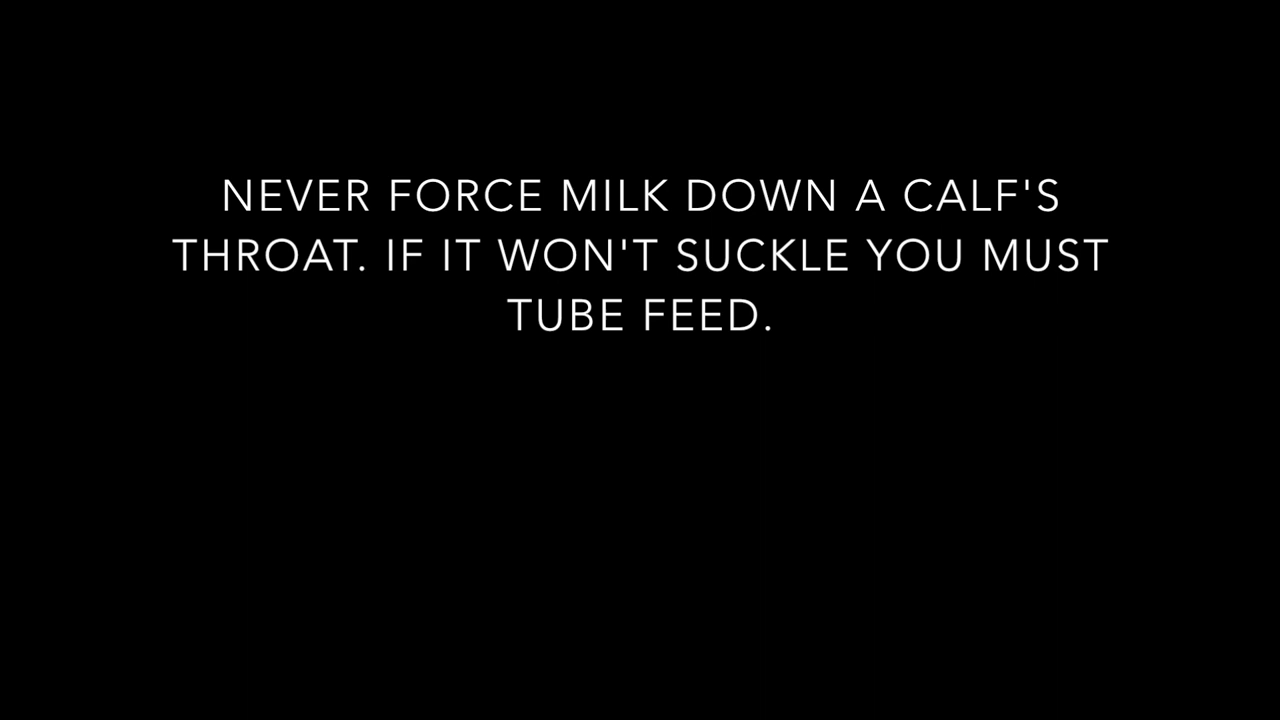 NEVER FORCE MILK DOWN A CALF'S
THROAT. IF IT WON'T SUCKLE YOU MUST
TUBE FEED.